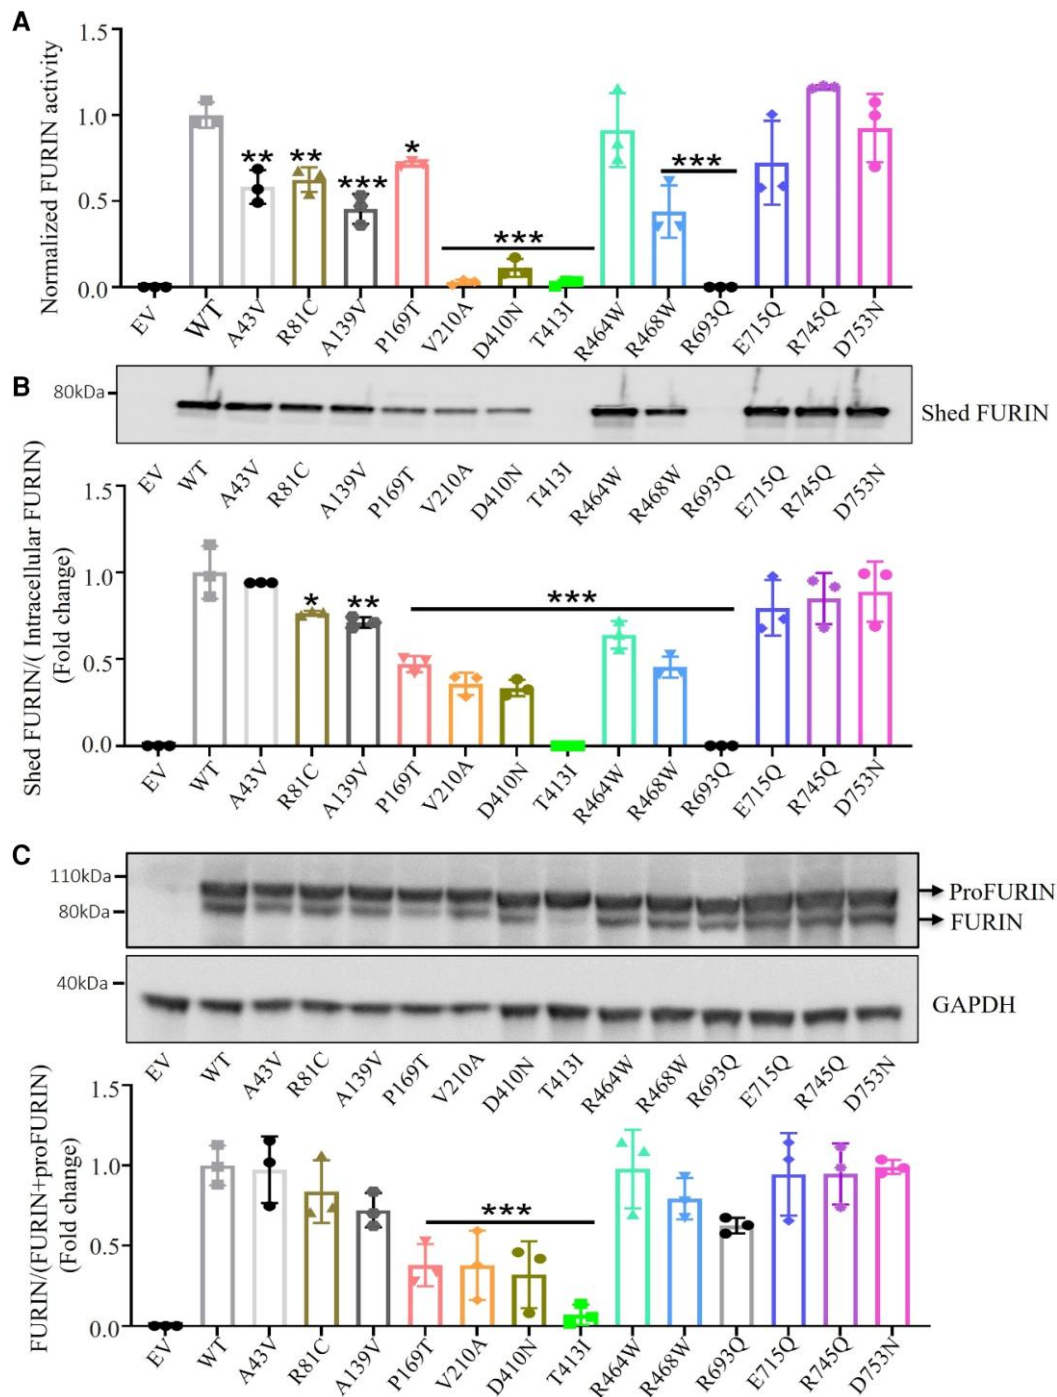 A
Normalized FURIN activity
1.5
1.0
0.5
0.0
** ** *** * *** *** 
EV WT A43V R81C A139V P169T V210A D410N T413I R464W R468W R693Q E715Q R745Q D753N
B
80kDa
Shed FURIN
EV WT A43V R81C A139V P169T V210A D410N T413I R464W R468W R693Q E715Q R745Q D753N
Shed FURIN/( Intracellular FURIN)
(Fold change)
1.5
1.0
0.5
0.0
* ** ***
EV WT A43V R81C A139V P169T V210A D410N T413I R464W R468W R693Q E715Q R745Q D753N
C
110kDa
80kDa
ProFURIN
FURIN
40kDa
GAPDH
EV WT A43V R81C A139V P169T V210A D410N T413I R464W R468W R693Q E715Q R745Q D753N
FURIN/(FURIN+proFURIN)
(Fold change)
1.5
1.0
0.5
0.0
***
EV WT A43V R81C A139V P169T V210A D410N T413I R464W R468W R693Q E715Q R745Q D753N